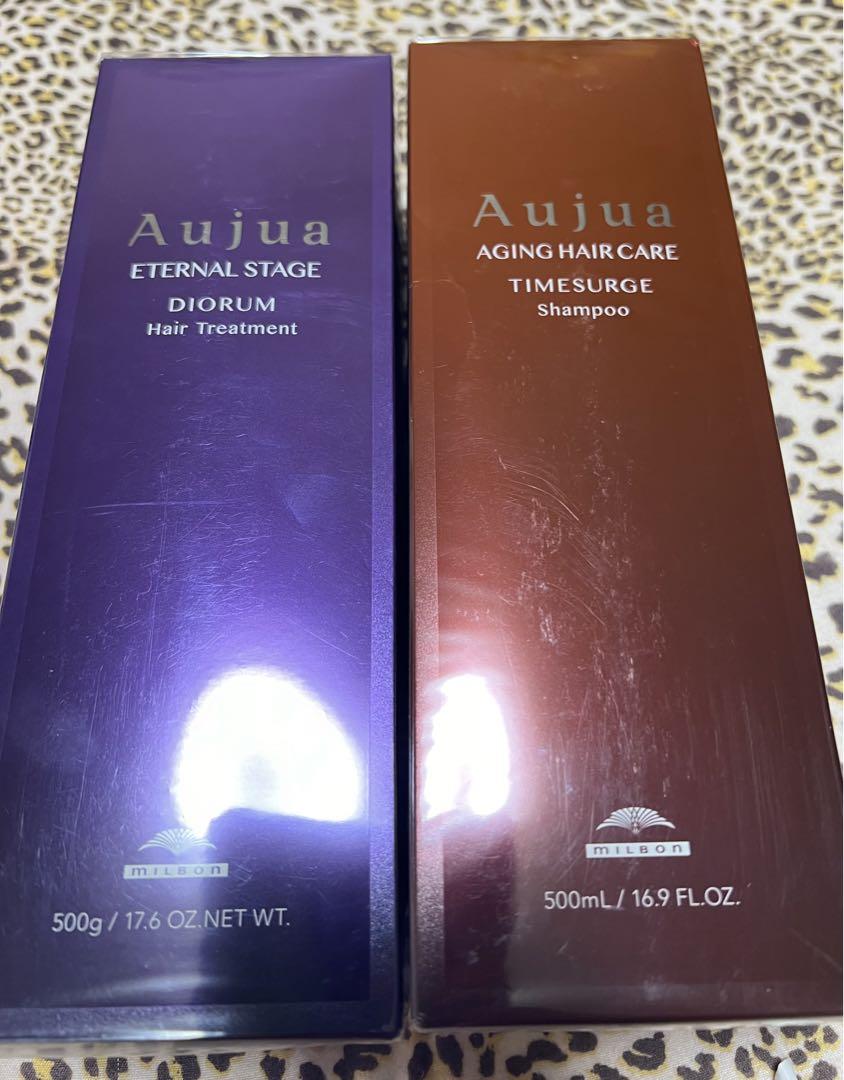 Aujua
ETERNAL STAGE
DIORUM
Hair Treatment
MILBON
500g / 17.6 OZ.NET WT.
Aujua
AGING HAIR CARE
TIMESURGE
Shampoo
MILBON
500mL / 16.9 FL.OZ.